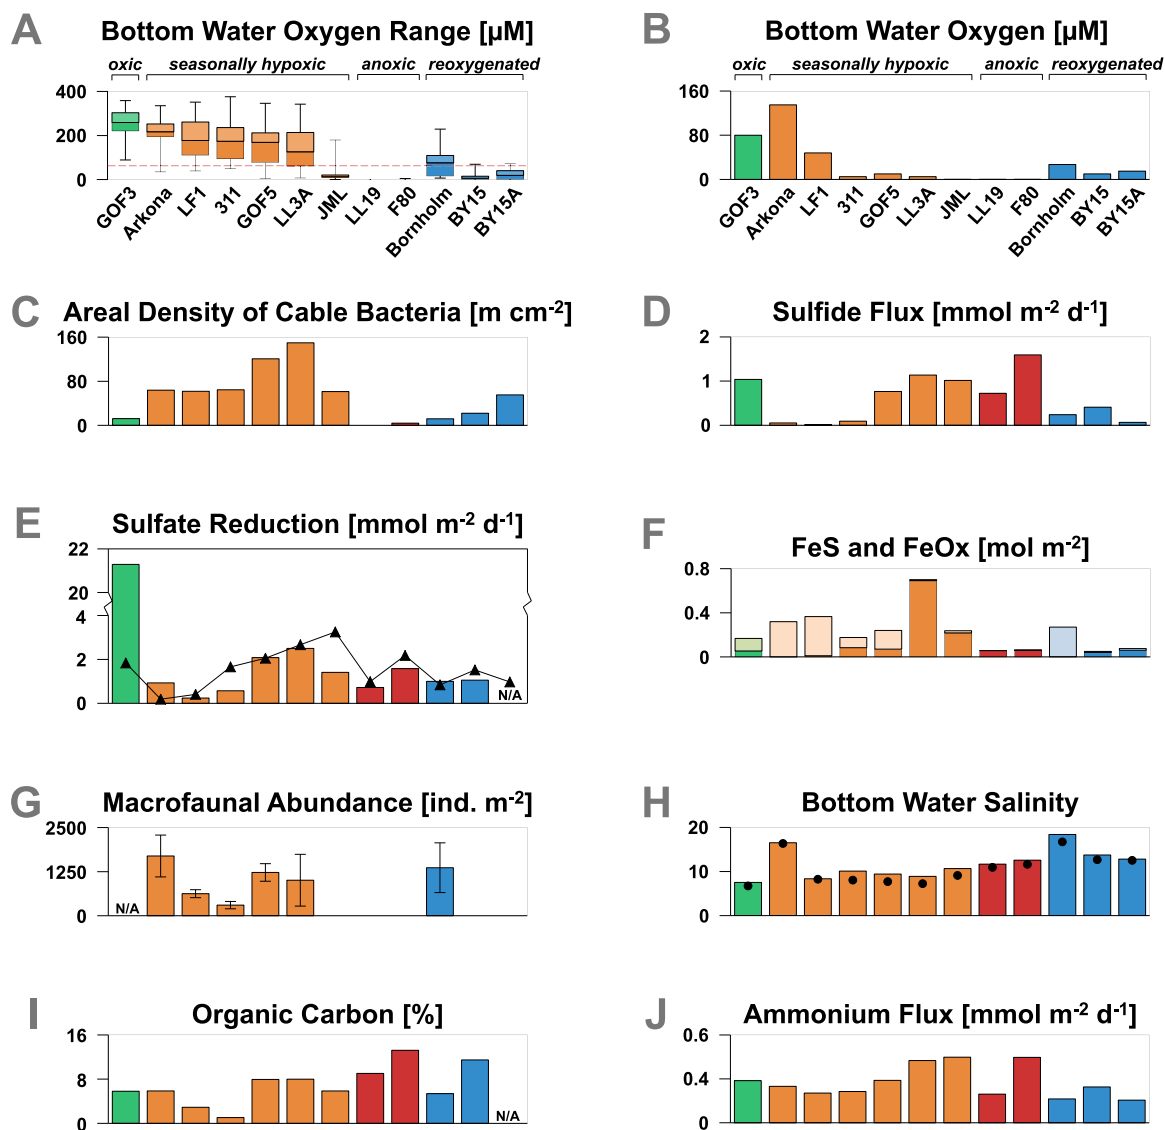 A
Bottom Water Oxygen Range [µM]
oxic
seasonally hypoxic
anoxic
reoxygenated
400
200
0
GOF3
Arkona
LF1
311
GOF5
LL3A
JML
LL19
F80
Bornholm
BY15
BY15A
B
Bottom Water Oxygen [µM]
oxic
seasonally hypoxic
anoxic
reoxygenated
160
80
0
GOF3
Arkona
LF1
311
GOF5
LL3A
JML
LL19
F80
Bornholm
BY15
BY15A
C
Areal Density of Cable Bacteria [m cm⁻²]
160
80
0
D
Sulfide Flux [mmol m⁻² d⁻¹]
2
1
0
E
Sulfate Reduction [mmol m⁻² d⁻¹]
22
20
4
2
0
N/A
F
FeS and FeOx [mol m⁻²]
0.8
0.4
0
G
Macrofaunal Abundance [ind. m⁻²]
2500
1250
0
N/A
H
Bottom Water Salinity
20
10
0
I
Organic Carbon [%]
16
8
0
N/A
J
Ammonium Flux [mmol m⁻² d⁻¹]
0.6
0.4
0